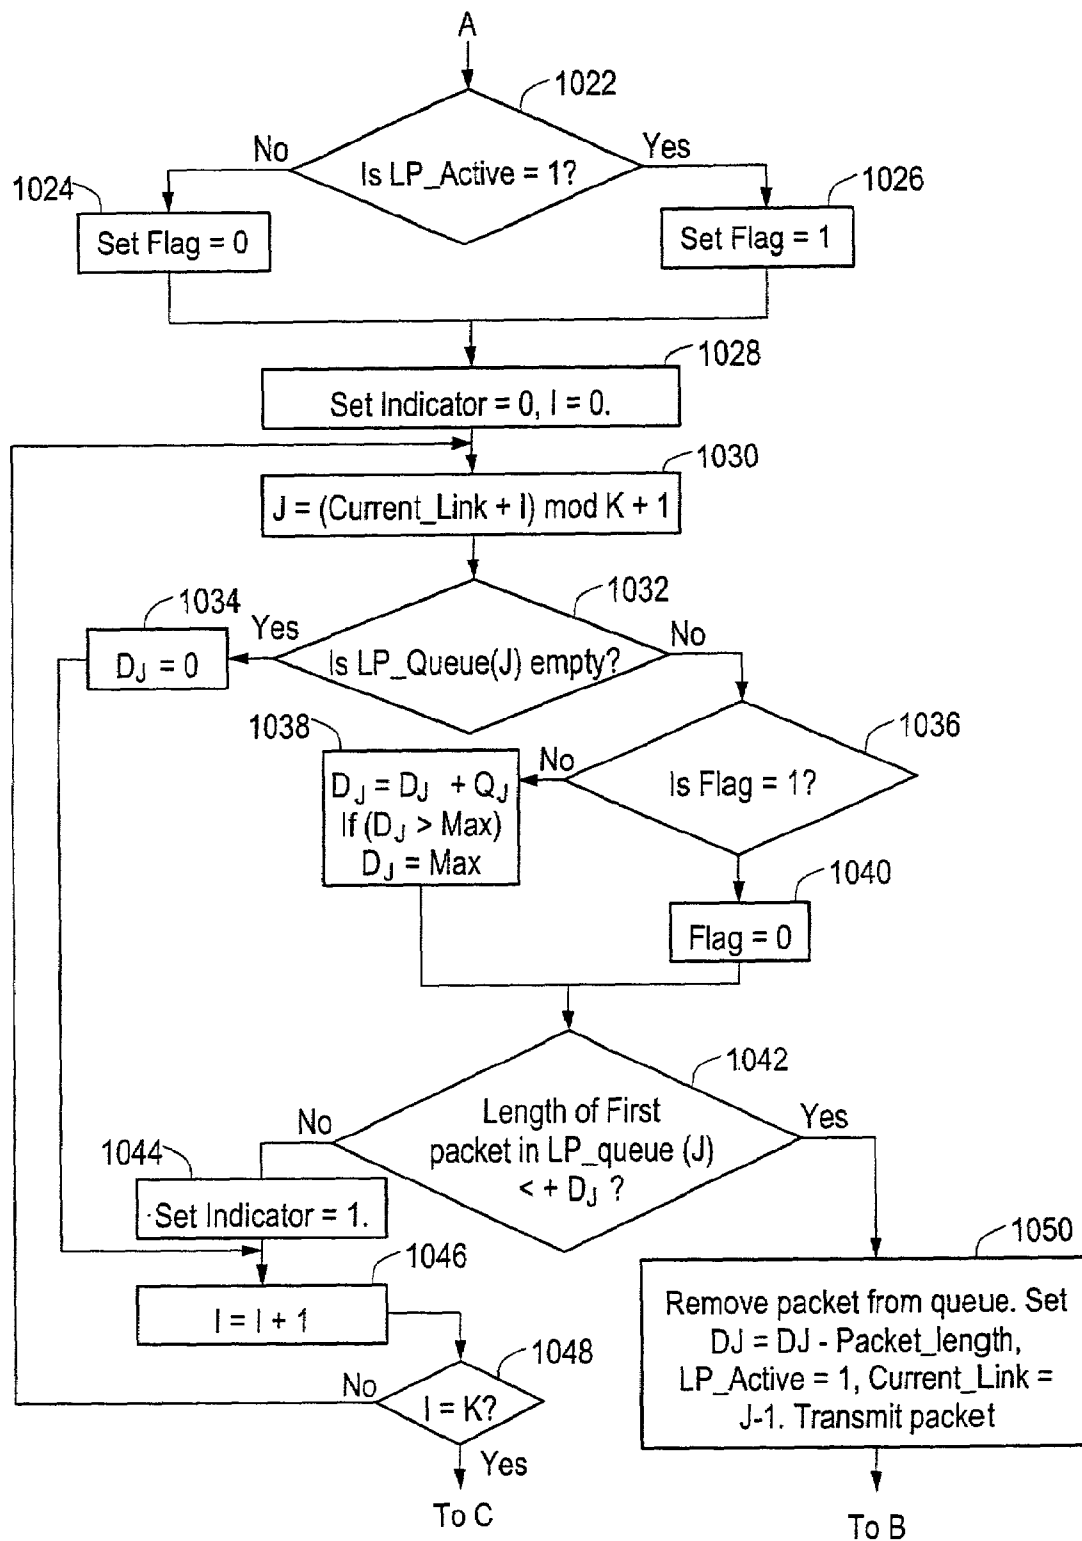 A
1022
No
Yes
Is LP_Active = 1?
1024
1026
Set Flag = 0
Set Flag = 1
1028
Set Indicator = 0, I = 0.
1030
J = (Current_Link + I) mod K + 1
1032
1034
Yes
No
Is LP_Queue(J) empty?
DJ = 0
1036
1038
No
Is Flag = 1?
DJ = DJ + QJ
If (DJ > Max)
DJ = Max
1040
Flag = 0
1042
No
Yes
Length of First
packet in LP_queue (J)
< + DJ ?
1044
Set Indicator = 1.
1046
I = I + 1
1048
No
I = K?
Yes
To C
1050
Remove packet from queue. Set
DJ = DJ - Packet_length,
LP_Active = 1, Current_Link =
J-1. Transmit packet
To B